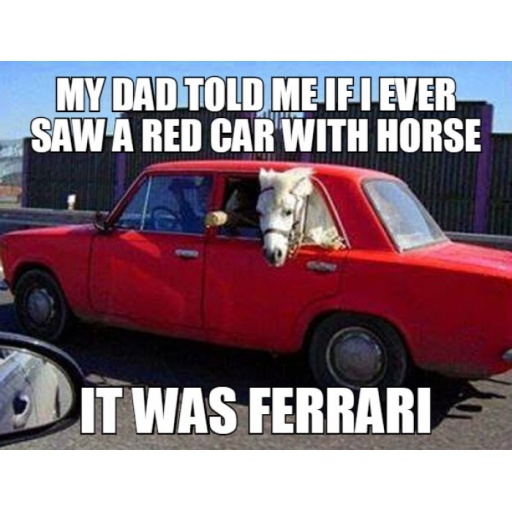 MY DAD TOLD ME IF I EVER
SAW A RED CAR WITH HORSE
IT WAS FERRARI